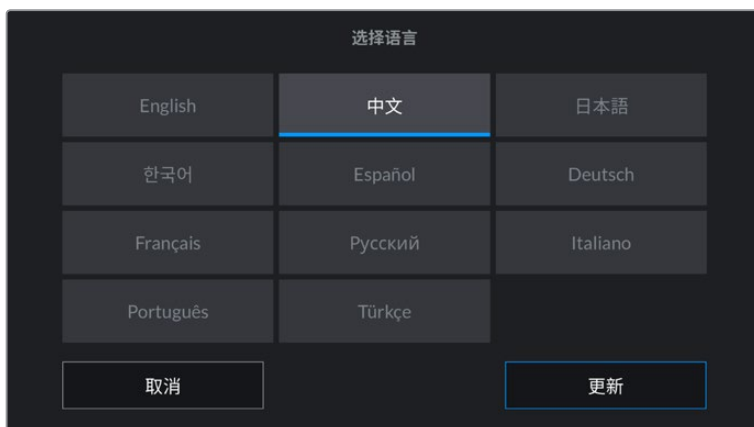 选择语言
English 中文 日本語
한국어 Español Deutsch
Français Русский Italiano
Português Türkçe
取消 更新